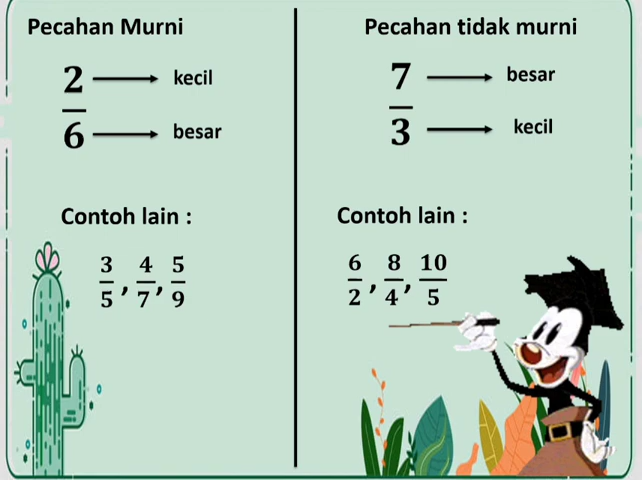 Pecahan Murni
2/6
kecil
besar
Contoh lain :
3/5 , 4/7 , 5/9
Pecahan tidak murni
7/3
besar
kecil
Contoh lain :
6/2 , 8/4 , 10/5